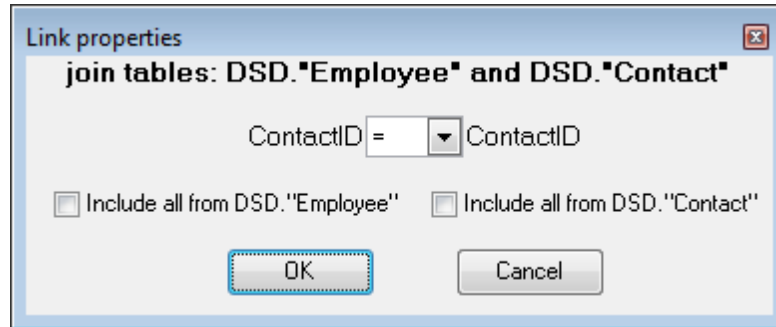 Link properties
join tables: DSD."Employee" and DSD."Contact"
ContactID = ContactID
Include all from DSD."Employee" Include all from DSD."Contact"
OK Cancel